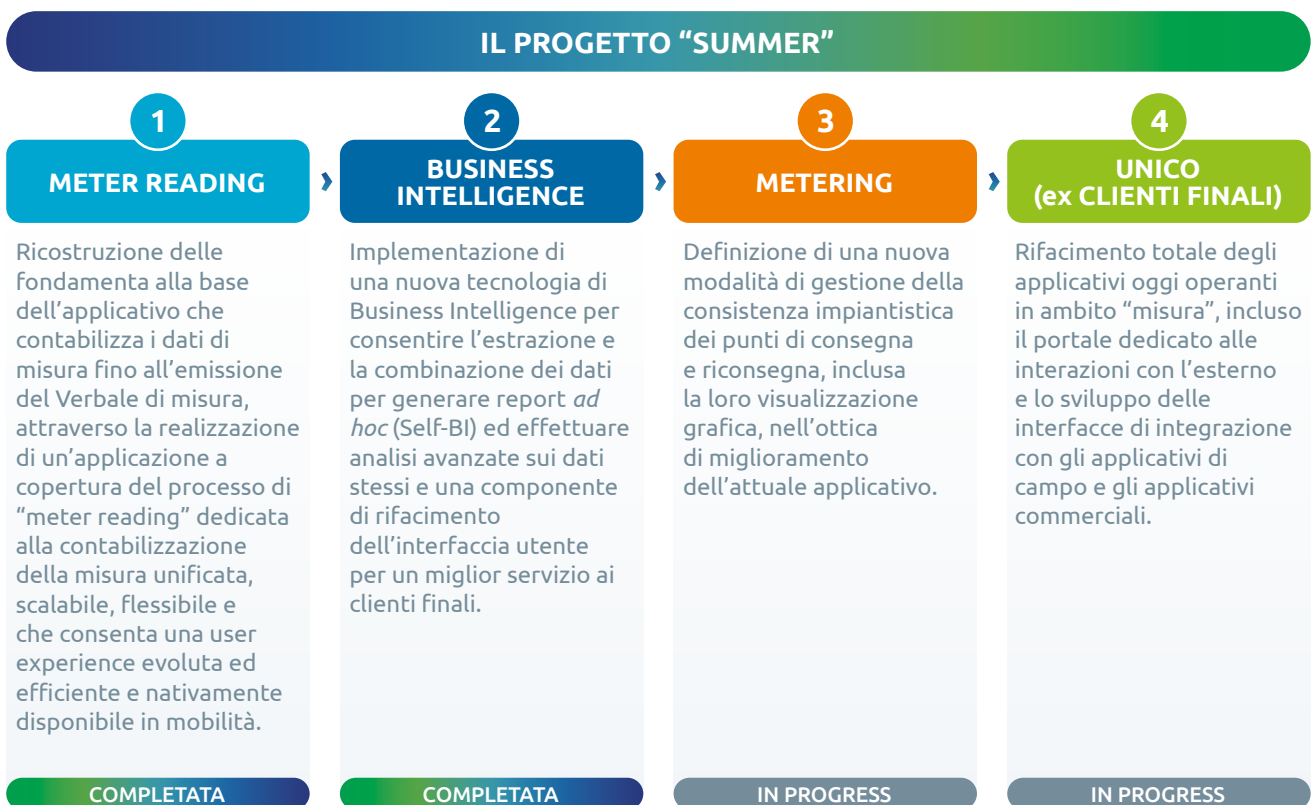 IL PROGETTO “SUMMER”
1
METER READING
Ricostruzione delle
fondamenta alla base
dell’applicativo che
contabilizza i dati di
misura fino all’emissione
del Verbale di misura,
attraverso la realizzazione
di un’applicazione a
copertura del processo di
“meter reading” dedicata
alla contabilizzazione
della misura unificata,
scalabile, flessibile e
che consenta una user
experience evoluta ed
efficiente e nativamente
disponibile in mobilità.
COMPLETATA
2
BUSINESS
INTELLIGENCE
Implementazione di
una nuova tecnologia di
Business Intelligence per
consentire l’estrazione e
la combinazione dei dati
per generare report ad
hoc (Self-BI) ed effettuare
analisi avanzate sui dati
stessi e una componente
di rifacimento
dell’interfaccia utente
per un miglior servizio ai
clienti finali.
COMPLETATA
3
METERING
Definizione di una nuova
modalità di gestione della
consistenza impiantistica
dei punti di consegna
e riconsegna, inclusa
la loro visualizzazione
grafica, nell’ottica
di miglioramento
dell’attuale applicativo.
IN PROGRESS
4
UNICO
(ex CLIENTI FINALI)
Rifacimento totale degli
applicativi oggi operanti
in ambito “misura”, incluso
il portale dedicato alle
interazioni con l’esterno
e lo sviluppo delle
interfacce di integrazione
con gli applicativi di
campo e gli applicativi
commerciali.
IN PROGRESS